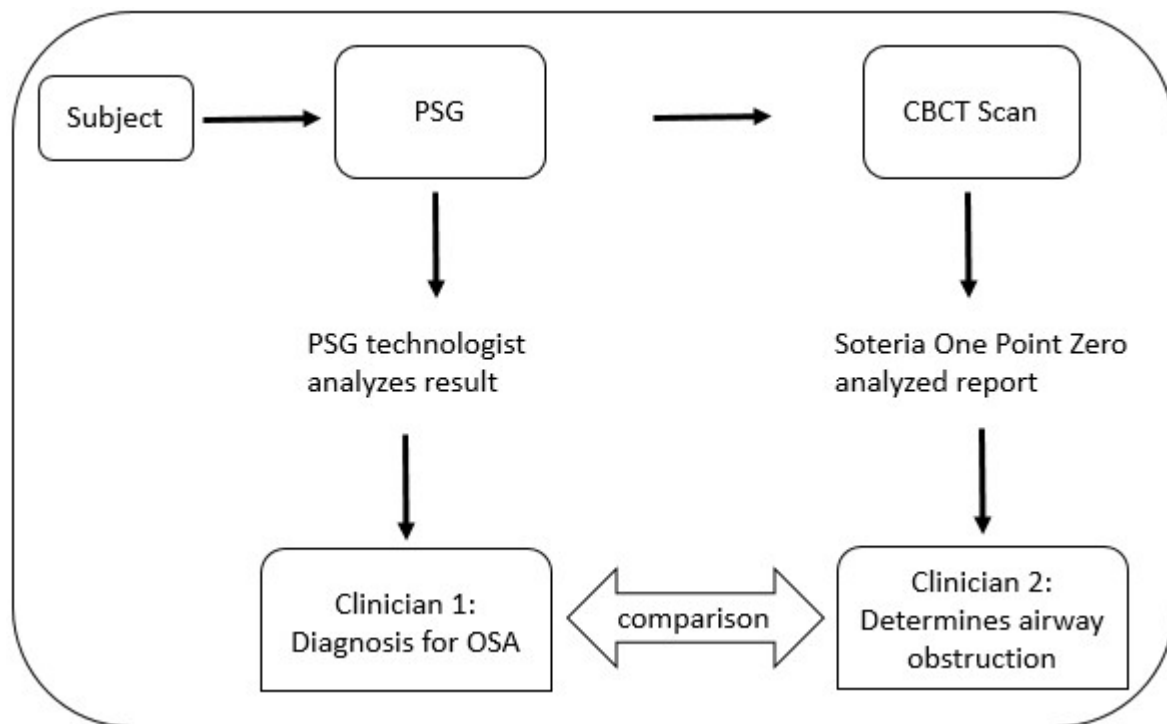 Subject
PSG
CBCT Scan
PSG technologist
analyzes result
Soteria One Point Zero
analyzed report
Clinician 1:
Diagnosis for OSA
comparison
Clinician 2:
Determines airway
obstruction